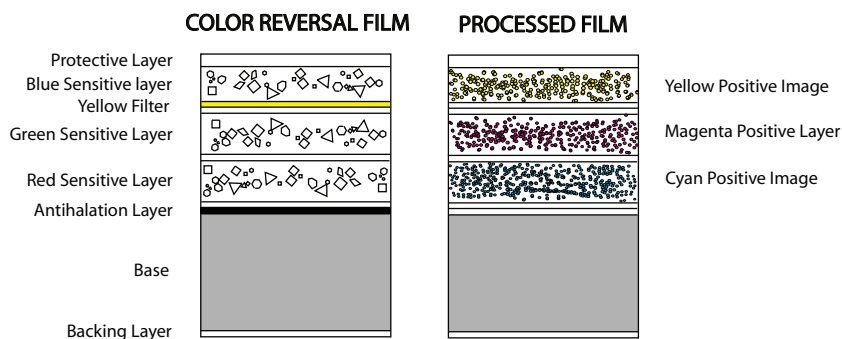 COLOR REVERSAL FILM
PROCESSED FILM
Protective Layer
Blue Sensitive layer
Yellow Filter
Green Sensitive Layer
Red Sensitive Layer
Antihalation Layer
Base
Backing Layer
Yellow Positive Image
Magenta Positive Layer
Cyan Positive Image